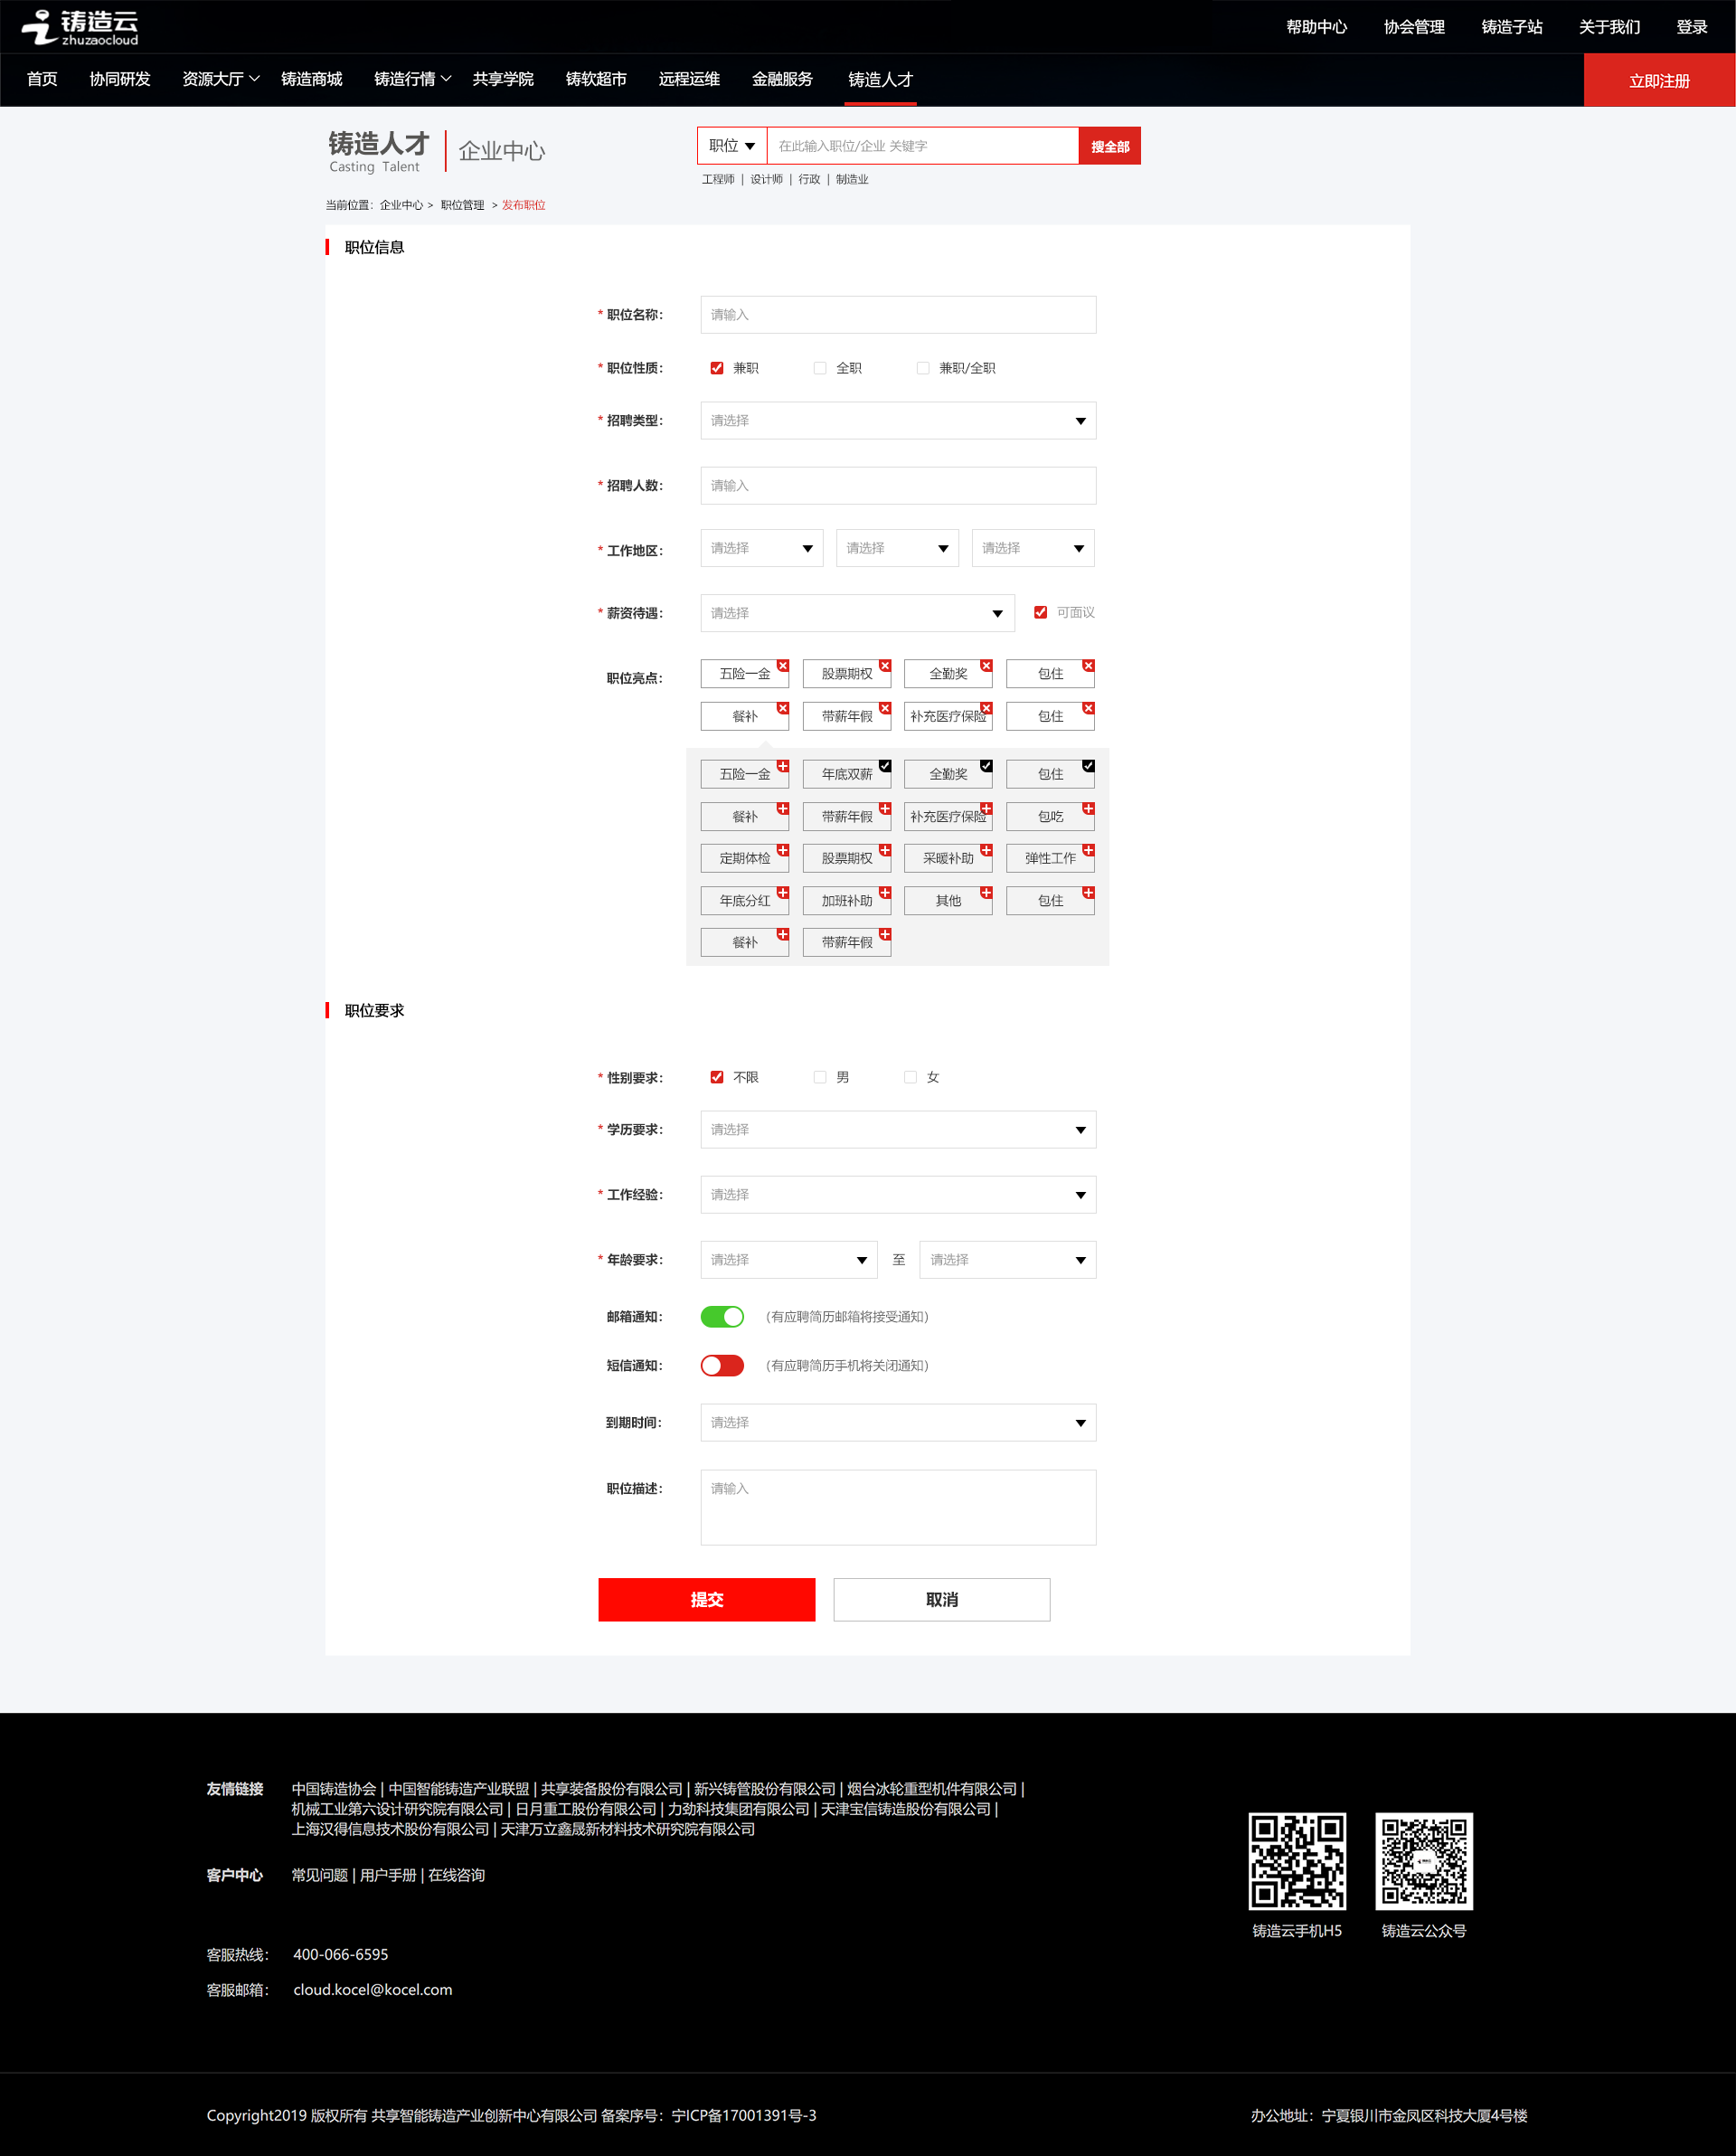 铸造云
zhuzaocloud
帮助中心 协会管理 铸造子站 关于我们 登录
首页 协同研发 资源大厅 铸造商城 铸造行情 共享学院 铸软超市 远程运维 金融服务 铸造人才 立即注册
铸造人才 企业中心
Casting Talent
职位 在此输入职位/企业 关键字 搜全部
工程师 | 设计师 | 行政 | 制造业
当前位置：企业中心 > 职位管理 > 发布职位
职位信息
* 职位名称： 请输入
* 职位性质： 兼职 全职 兼职/全职
* 招聘类型： 请选择
* 招聘人数： 请输入
* 工作地区： 请选择 请选择 请选择
* 薪资待遇： 请选择 可面议
职位亮点： 五险一金 股票期权 全勤奖 包住
餐补 带薪年假 补充医疗保险 包住
五险一金 年底双薪 全勤奖 包住
餐补 带薪年假 补充医疗保险 包吃
定期体检 股票期权 采暖补助 弹性工作
年底分红 加班补助 其他 包住
餐补 带薪年假
职位要求
* 性别要求： 不限 男 女
* 学历要求： 请选择
* 工作经验： 请选择
* 年龄要求： 请选择 至 请选择
邮箱通知： （有应聘简历邮箱将接受通知）
短信通知： （有应聘简历手机将关闭通知）
到期时间： 请选择
职位描述： 请输入
提交 取消
友情链接 中国铸造协会 | 中国智能铸造产业联盟 | 共享装备股份有限公司 | 新兴铸管股份有限公司 | 烟台冰轮重型机件有限公司 |
机械工业第六设计研究院有限公司 | 日月重工股份有限公司 | 力劲科技集团有限公司 | 天津宝信铸造股份有限公司 |
上海汉得信息技术股份有限公司 | 天津万立鑫晟新材料技术研究院有限公司
客户中心 常见问题 | 用户手册 | 在线咨询
铸造云手机H5 铸造云公众号
客服热线： 400-066-6595
客服邮箱： cloud.kocel@kocel.com
Copyright2019 版权所有 共享智能铸造产业创新中心有限公司 备案序号：宁ICP备17001391号-3 办公地址：宁夏银川市金凤区科技大厦4号楼